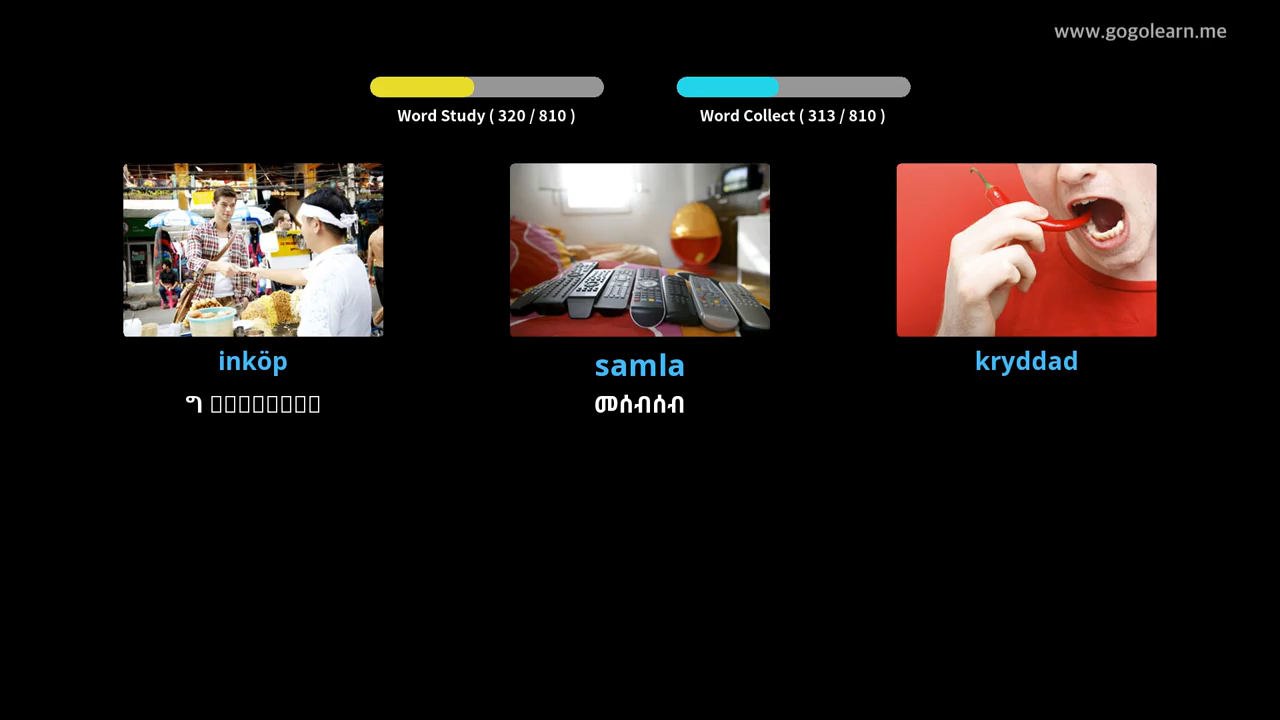 www.gogolearn.me
Word Study ( 320 / 810 )
Word Collect ( 313 / 810 )
inköp
samla
kryddad
ግ
መሰብሰብ